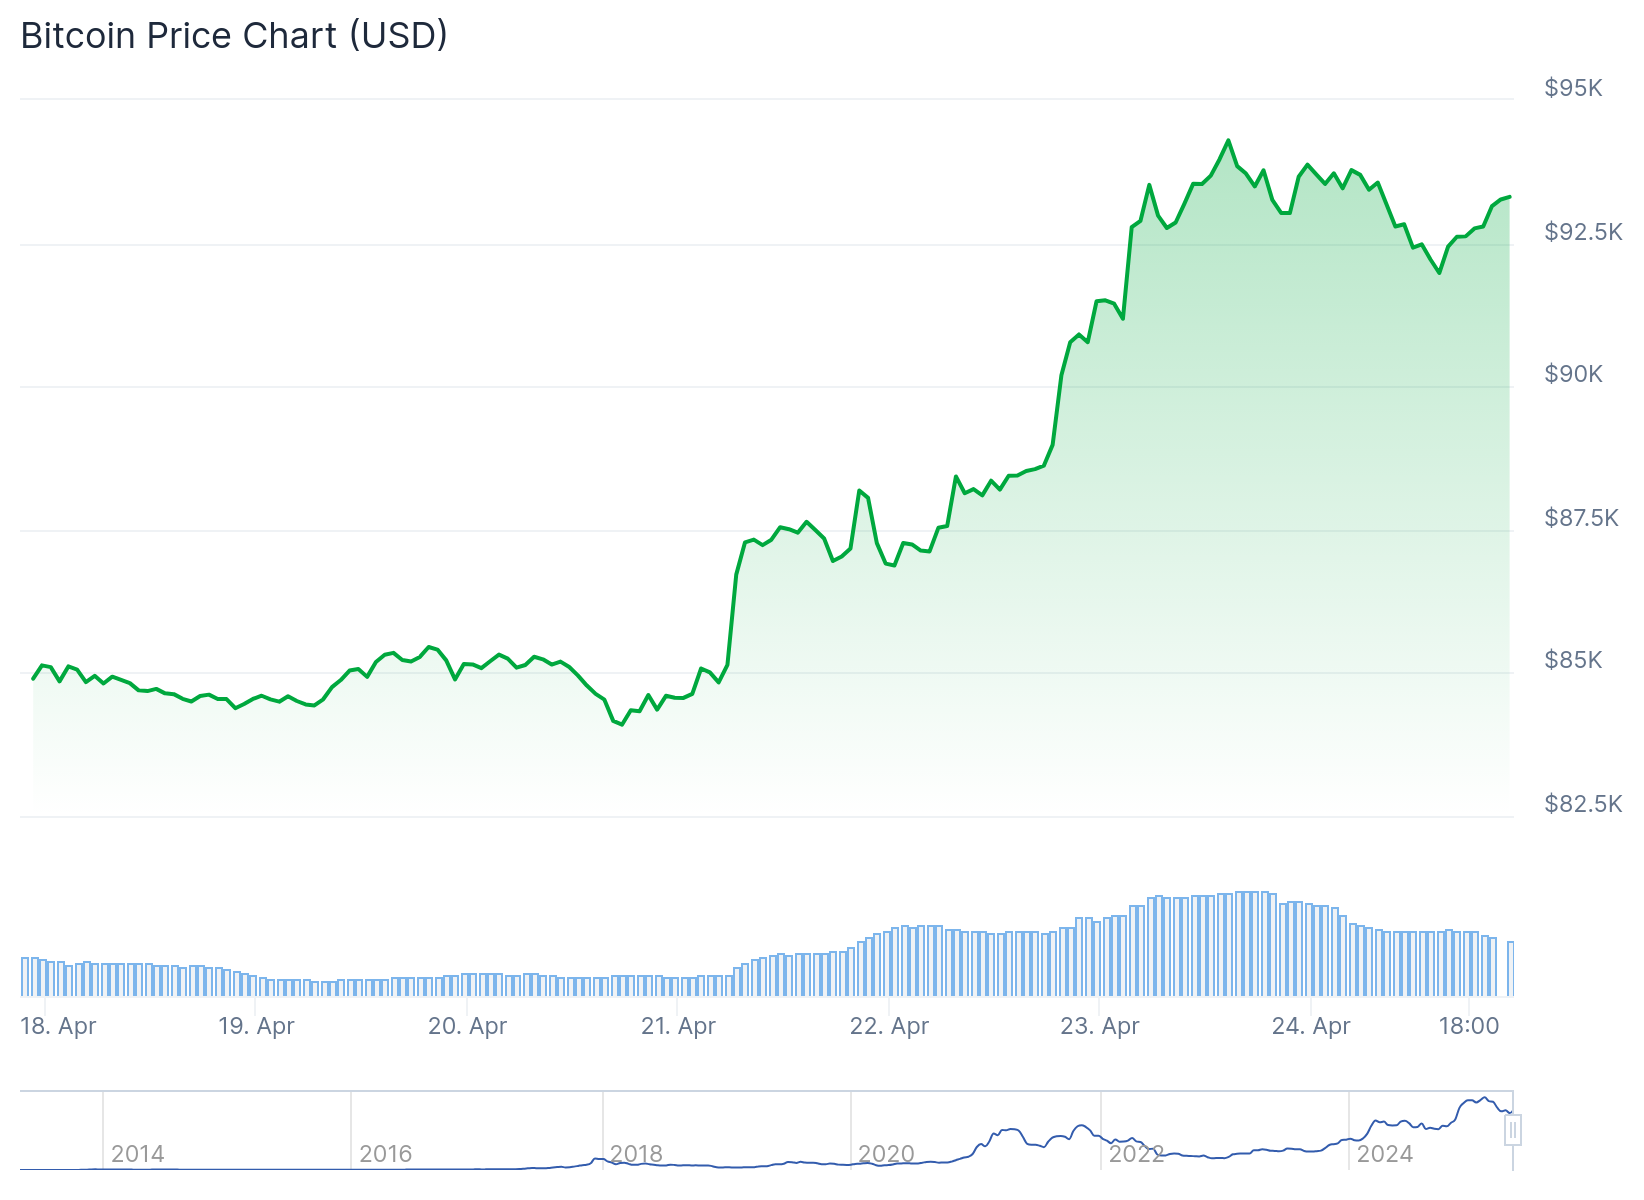 Bitcoin Price Chart (USD)
$95K
$92.5K
$90K
$87.5K
$85K
$82.5K
18. Apr 19. Apr 20. Apr 21. Apr 22. Apr 23. Apr 24. Apr 18:00
2014 2016 2018 2020 2022 2024